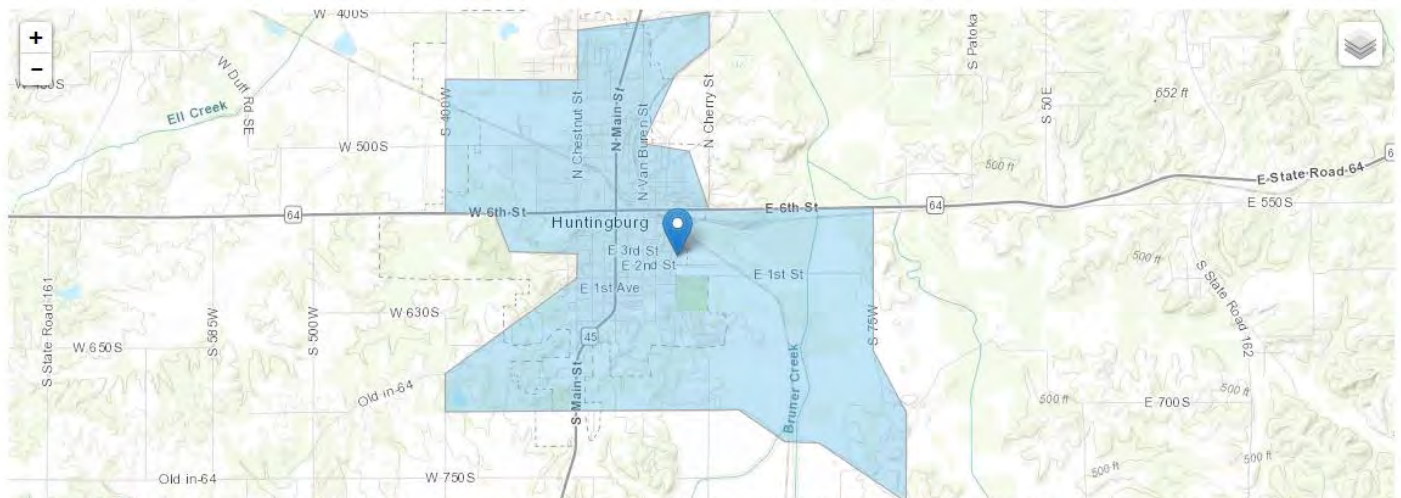 +
−
W 400S
W Duff Rd SE
Ell Creek
S 400W
W 500S
N Chestnut St
N Main St
N Van Buren St
N Cherry St
S Patoka
652 ft
S 50E
500 ft
E State Road 64
E 550S
64
W 6th St
E 6th St
64
Huntingburg
E 3rd St
E 2nd St
E 1st St
E 1st Ave
500 ft
S State Road 161
S 585W
S 500W
W 630S
W 650S
45
S 75W
S State Road 162
Old in-64
S Main St
Bruner Creek
500 ft
500 ft
E 700S
500 ft
Old in-64
W 750S
500 ft